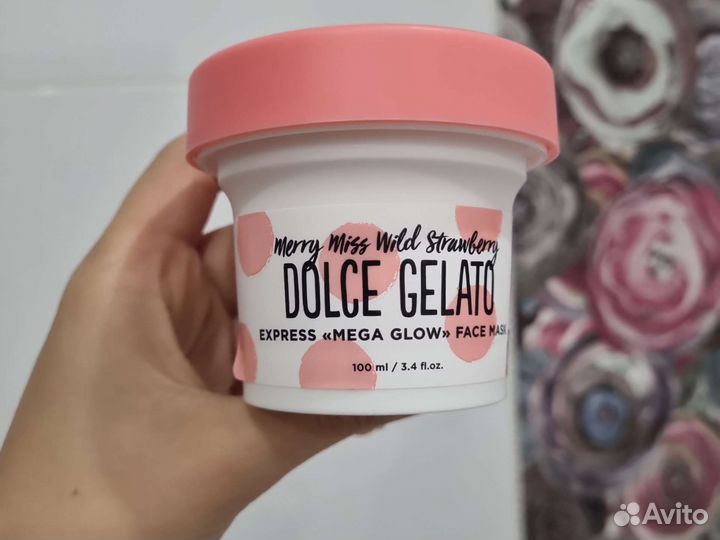 Merry Miss Wild Strawberry
DOLCE GELATO
EXPRESS «MEGA GLOW» FACE MASK
100 ml / 3.4 fl.oz.
Avito